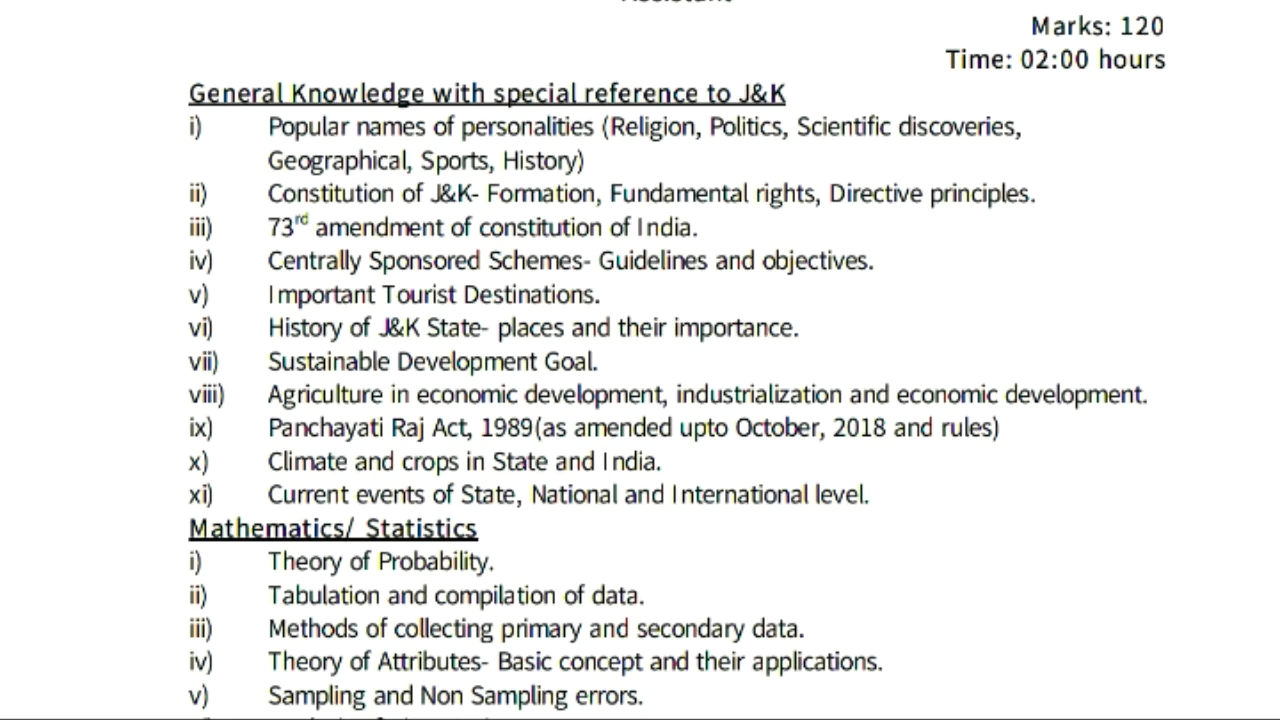 Assistant
Marks: 120
Time: 02:00 hours
General Knowledge with special reference to J&K
i) Popular names of personalities (Religion, Politics, Scientific discoveries,
Geographical, Sports, History)
ii) Constitution of J&K- Formation, Fundamental rights, Directive principles.
iii) 73rd amendment of constitution of India.
iv) Centrally Sponsored Schemes- Guidelines and objectives.
v) Important Tourist Destinations.
vi) History of J&K State- places and their importance.
vii) Sustainable Development Goal.
viii) Agriculture in economic development, industrialization and economic development.
ix) Panchayati Raj Act, 1989(as amended upto October, 2018 and rules)
x) Climate and crops in State and India.
xi) Current events of State, National and International level.
Mathematics/ Statistics
i) Theory of Probability.
ii) Tabulation and compilation of data.
iii) Methods of collecting primary and secondary data.
iv) Theory of Attributes- Basic concept and their applications.
v) Sampling and Non Sampling errors.